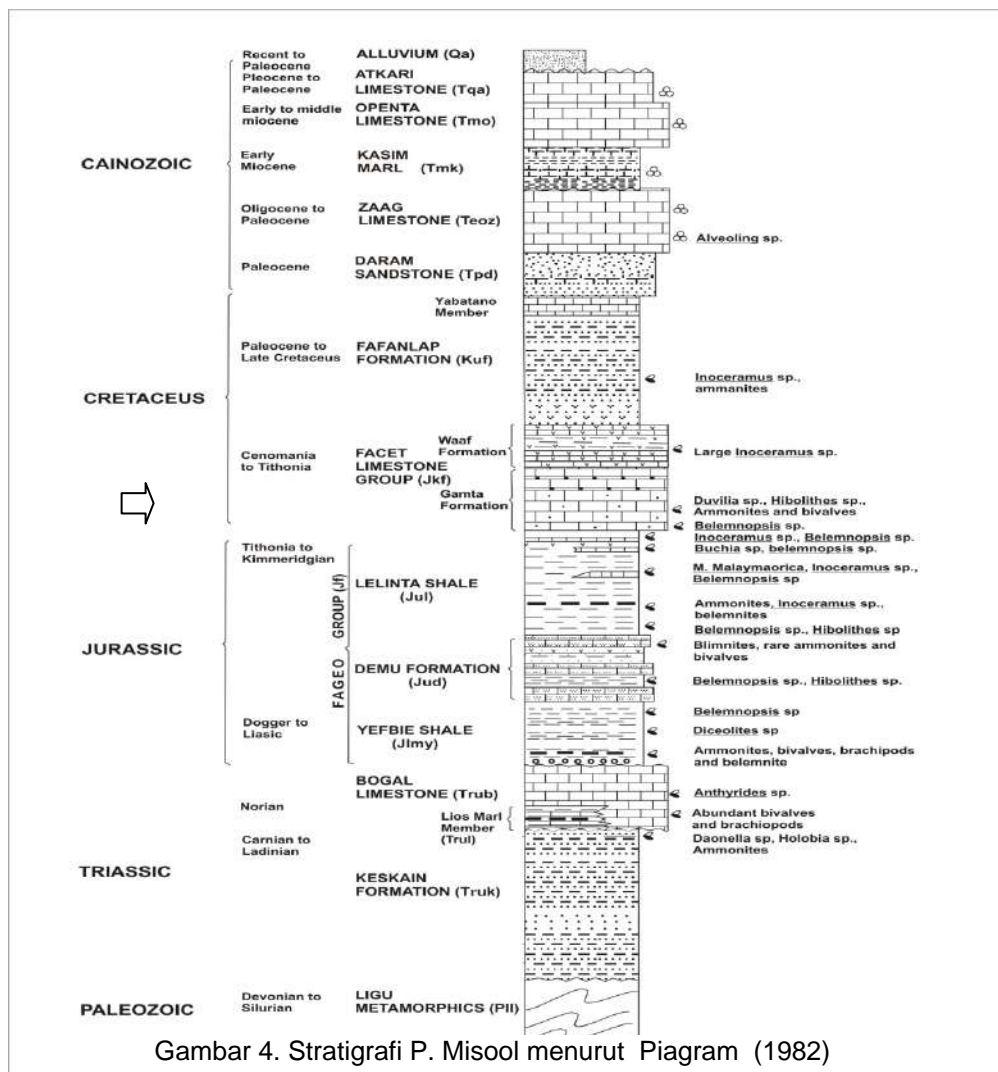 Recent to
Paleocene
ALLUVIUM (Qa)
Pleocene to
Paleocene
ATKARI
LIMESTONE (Tqa)
Early to middle
miocene
OPENTA
LIMESTONE (Tmo)
CAINOZOIC
Early
Miocene
KASIM
MARL (Tmk)
Oligocene to
Paleocene
ZAAG
LIMESTONE (Teoz)
Alveoling sp.
Paleocene
DARAM
SANDSTONE (Tpd)
Yabatano
Member
Paleocene to
Late Cretaceus
FAFANLAP
FORMATION (Kuf)
Inoceramus sp.,
ammanites
CRETACEUS
Cenomania
to Tithonia
FACET
LIMESTONE
GROUP (Jkf)
Waaf
Formation
Large Inoceramus sp.
Gamta
Formation
Duvilia sp., Hibolithes sp.,
Ammonites and bivalves
Belemnopsis sp.
Inoceramus sp., Belemnopsis sp.
Buchia sp, belemnopsis sp.
Tithonia to
Kimmeridgian
M. Malaymaorica, Inoceramus sp.,
Belemnopsis sp
LELINTA SHALE
(Jul)
Ammonites, Inoceramus sp.,
belemnites
Belemnopsis sp., Hibolithes sp
JURASSIC
FAGEO GROUP (Jf)
Blimnites, rare ammonites and
bivalves
DEMU FORMATION
(Jud)
Belemnopsis sp., Hibolithes sp.
Belemnopsis sp
Dogger to
Liasic
YEFBIE SHALE
(Jlmy)
Diceolites sp
Ammonites, bivalves, brachipods
and belemnite
BOGAL
LIMESTONE (Trub)
Anthyrides sp.
Norian
Lios Marl
Member
(Trul)
Abundant bivalves
and brachiopods
Carnian to
Ladinian
Daonella sp, Holobia sp.,
Ammonites
TRIASSIC
KESKAIN
FORMATION (Truk)
PALEOZOIC
Devonian to
Silurian
LIGU
METAMORPHICS (Pll)
Gambar 4. Stratigrafi P. Misool menurut Piagram (1982)